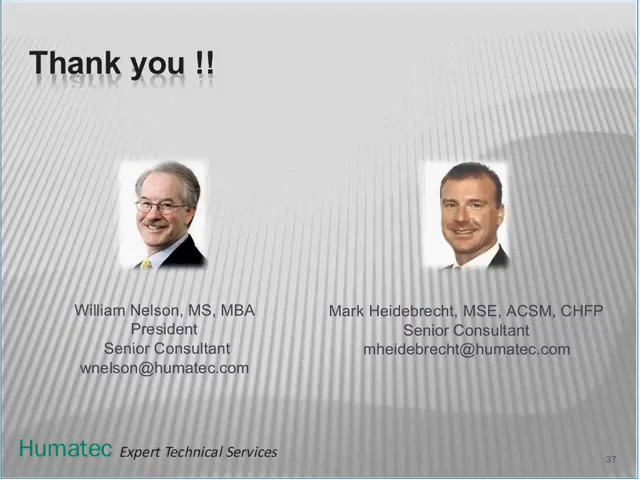 Thank you !!
William Nelson, MS, MBA
President
Senior Consultant
wnelson@humatec.com
Mark Heidebrecht, MSE, ACSM, CHFP
Senior Consultant
mheidebrecht@humatec.com
Humatec Expert Technical Services
37